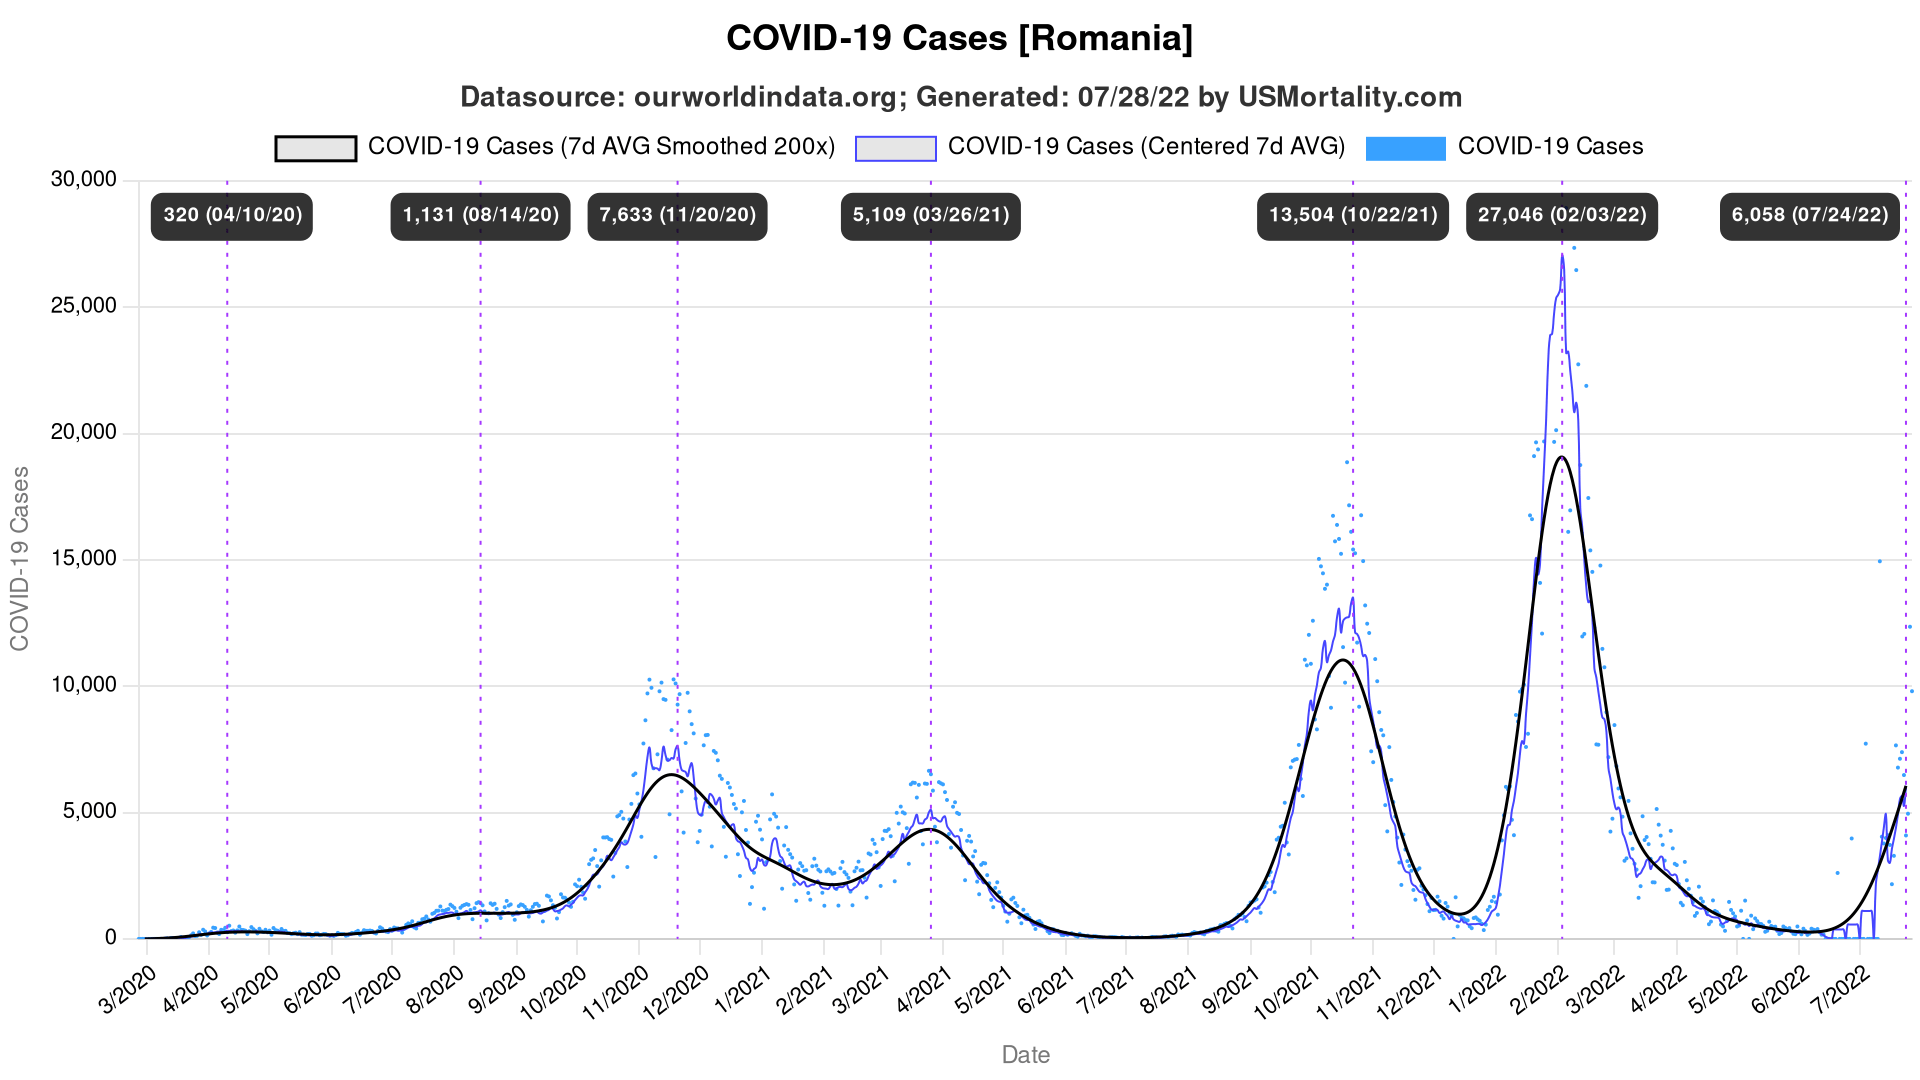 COVID-19 Cases [Romania]
Datasource: ourworldindata.org; Generated: 07/28/22 by USMortality.com
COVID-19 Cases (7d AVG Smoothed 200x) COVID-19 Cases (Centered 7d AVG) COVID-19 Cases
30,000
320 (04/10/20) 1,131 (08/14/20) 7,633 (11/20/20) 5,109 (03/26/21) 13,504 (10/22/21) 27,046 (02/03/22) 6,058 (07/24/22)
25,000
20,000
15,000
10,000
5,000
0
COVID-19 Cases
3/2020 4/2020 5/2020 6/2020 7/2020 8/2020 9/2020 10/2020 11/2020 12/2020 1/2021 2/2021 3/2021 4/2021 5/2021 6/2021 7/2021 8/2021 9/2021 10/2021 11/2021 12/2021 1/2022 2/2022 3/2022 4/2022 5/2022 6/2022 7/2022
Date